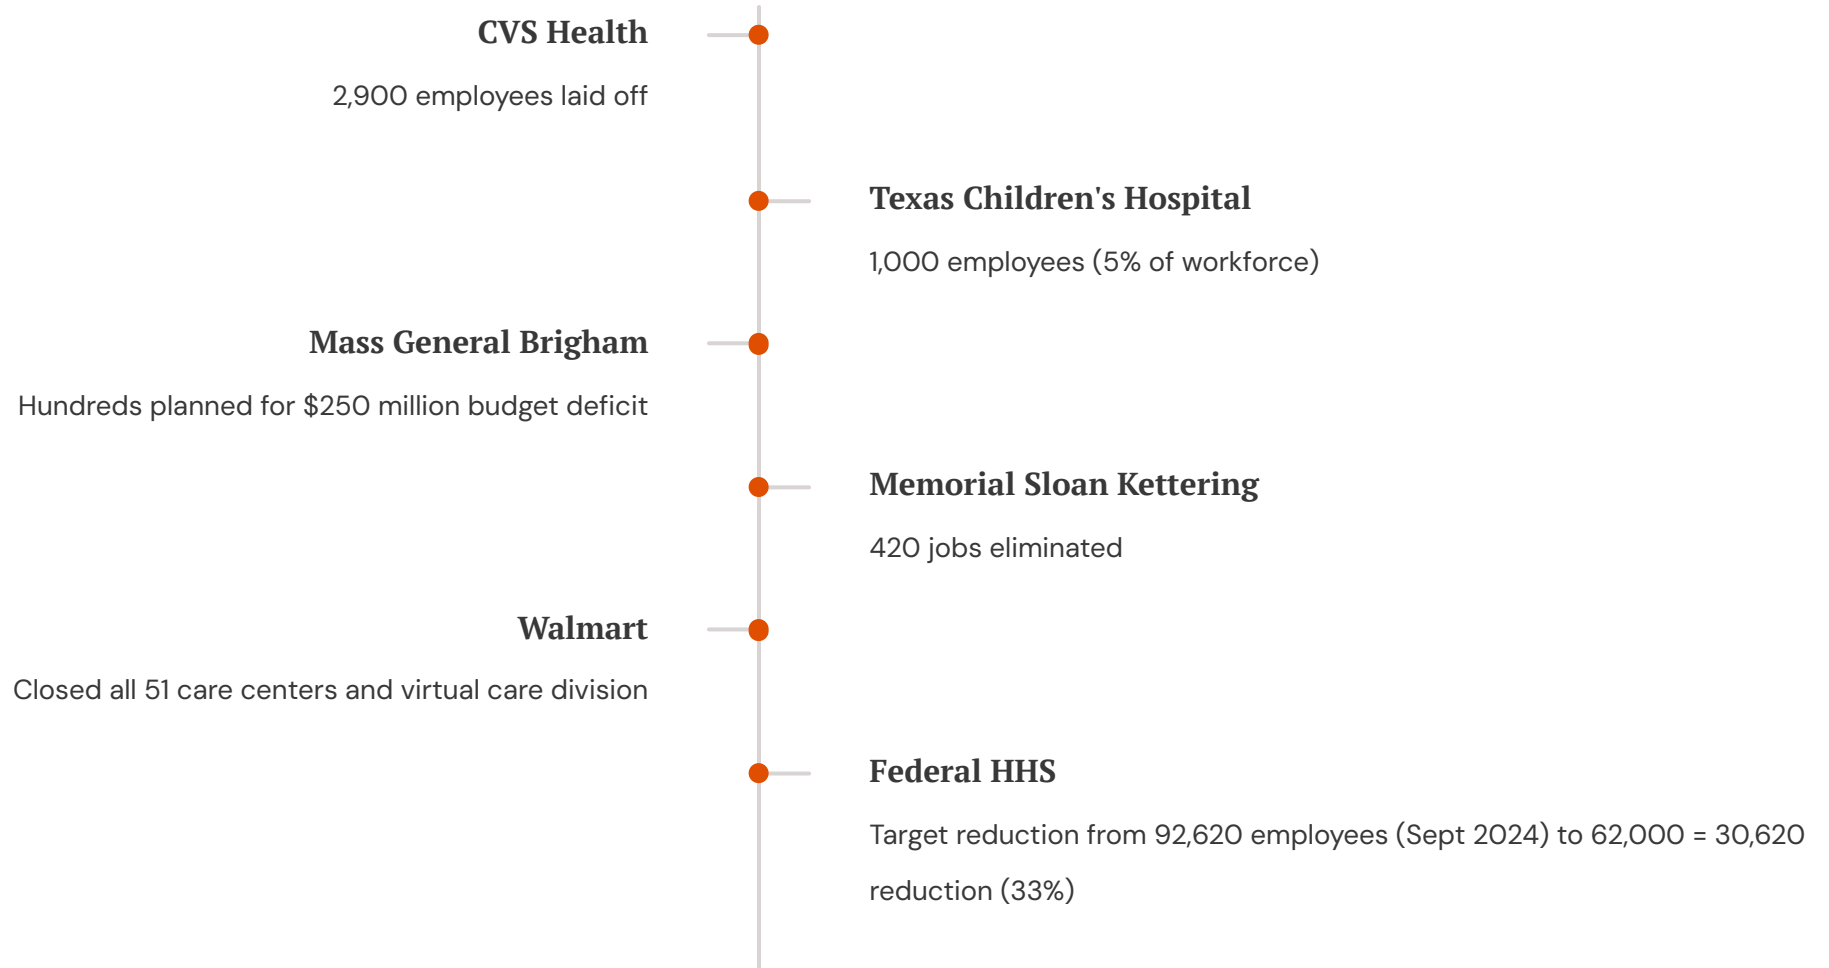 CVS Health
2,900 employees laid off
Texas Children's Hospital
1,000 employees (5% of workforce)
Mass General Brigham
Hundreds planned for $250 million budget deficit
Memorial Sloan Kettering
420 jobs eliminated
Walmart
Closed all 51 care centers and virtual care division
Federal HHS
Target reduction from 92,620 employees (Sept 2024) to 62,000 = 30,620
reduction (33%)